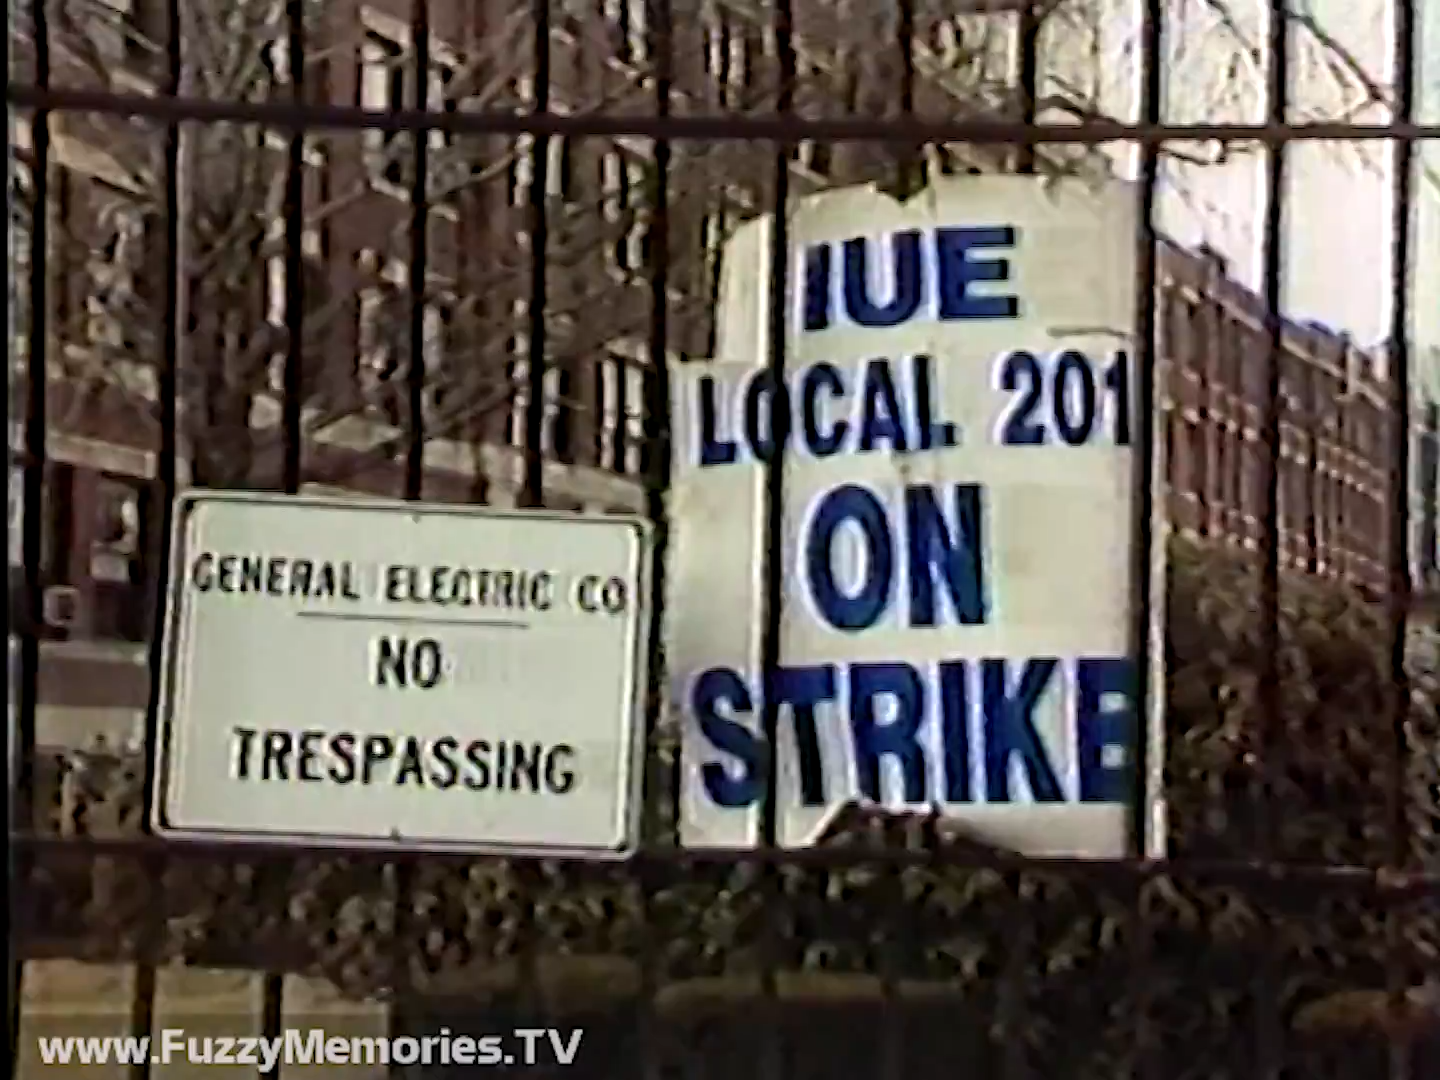 IUE
LOCAL 201
ON
STRIKE
GENERAL ELECTRIC CO
NO
TRESPASSING
www.FuzzyMemories.TV